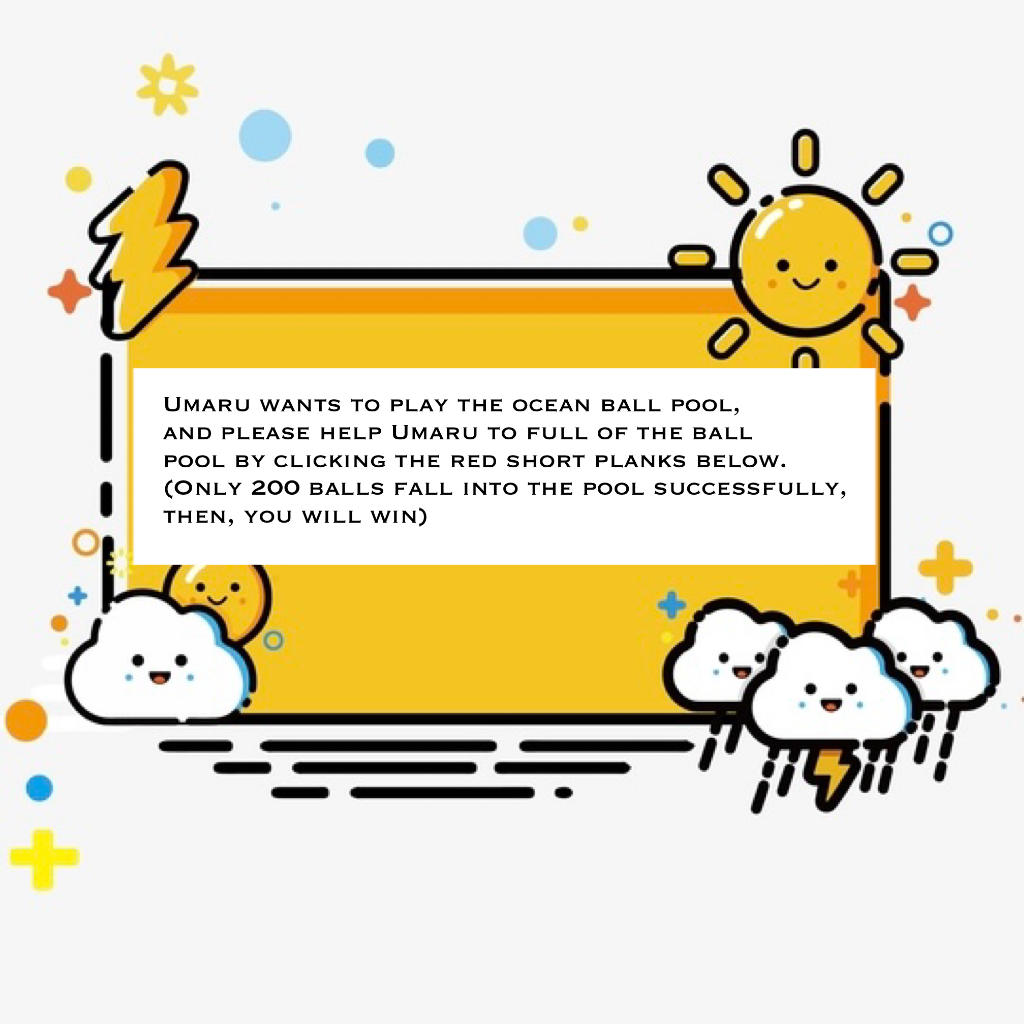 Umaru wants to play the ocean ball pool,
and please help Umaru to full of the ball
pool by clicking the red short planks below.
(Only 200 balls fall into the pool successfully,
then, you will win)